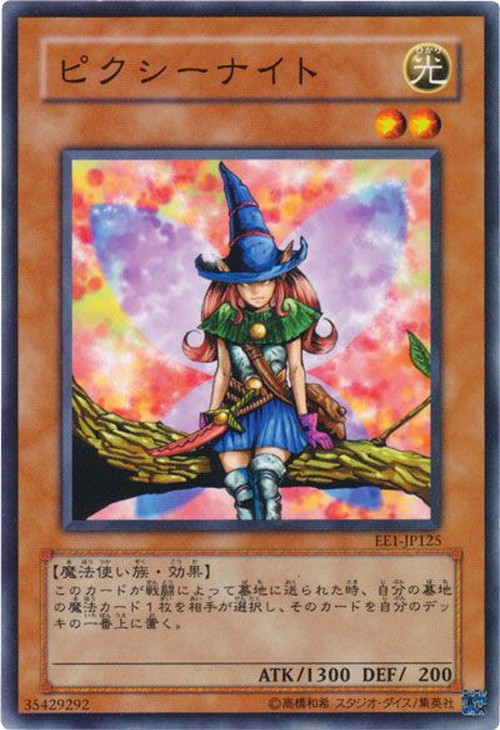 ピクシーナイト
光
EE1-JP125
【魔法使い族・効果】
このカードが戦闘によって墓地に送られた時、自分の墓地
の魔法カード1枚を相手が選択し、そのカードを自分のデッ
キの一番上に置く。
ATK/1300 DEF/ 200
35429292
©高橋和希 スタジオ・ダイス/集英社